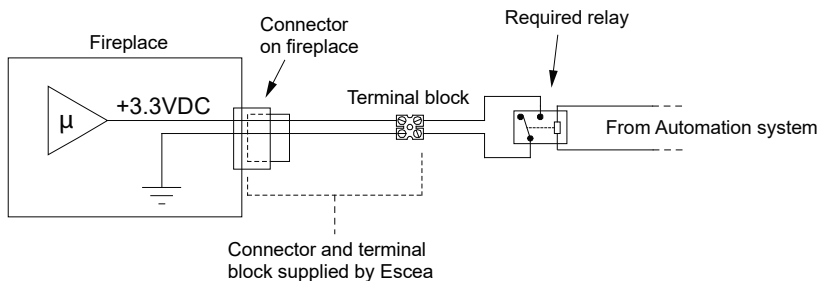 Required relay
Connector
on fireplace
Fireplace
+3.3VDC
μ
Terminal block
From Automation system
Connector and terminal
block supplied by Escea